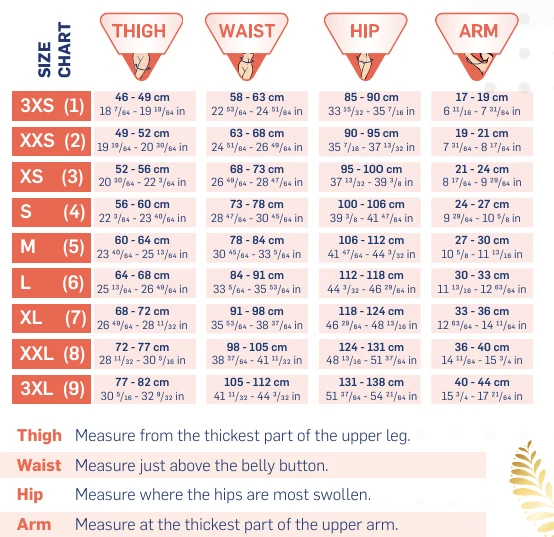 SIZE CHART
THIGH WAIST HIP ARM
3XS (1) 46 - 49 cm 58 - 63 cm 85 - 90 cm 17 - 19 cm
18 7/64 - 19 19/64 in 22 53/64 - 24 51/64 in 33 15/32 - 35 7/16 in 6 11/16 - 7 31/64 in
XXS (2) 49 - 52 cm 63 - 68 cm 90 - 95 cm 19 - 21 cm
19 19/64 - 20 30/64 in 24 51/64 - 26 49/64 in 35 7/16 - 37 13/32 in 7 31/64 - 8 17/64 in
XS (3) 52 - 56 cm 68 - 73 cm 95 - 100 cm 21 - 24 cm
20 30/64 - 22 3/64 in 26 49/64 - 28 47/64 in 37 13/32 - 39 3/8 in 8 17/64 - 9 29/64 in
S (4) 56 - 60 cm 73 - 78 cm 100 - 106 cm 24 - 27 cm
22 3/64 - 23 40/64 in 28 47/64 - 30 45/64 in 39 3/8 - 41 47/64 in 9 29/64 - 10 5/8 in
M (5) 60 - 64 cm 78 - 84 cm 106 - 112 cm 27 - 30 cm
23 40/64 - 25 13/64 in 30 45/64 - 33 5/64 in 41 47/64 - 44 3/32 in 10 5/8 - 11 13/16 in
L (6) 64 - 68 cm 84 - 91 cm 112 - 118 cm 30 - 33 cm
25 13/64 - 26 49/64 in 33 5/64 - 35 53/64 in 44 3/32 - 46 29/64 in 11 13/16 - 12 63/64 in
XL (7) 68 - 72 cm 91 - 98 cm 118 - 124 cm 33 - 36 cm
26 49/64 - 28 11/32 in 35 53/64 - 38 37/64 in 46 29/64 - 48 13/16 in 12 63/64 - 14 11/64 in
XXL (8) 72 - 77 cm 98 - 105 cm 124 - 131 cm 36 - 40 cm
28 11/32 - 30 5/16 in 38 37/64 - 41 11/32 in 48 13/16 - 51 37/64 in 14 11/64 - 15 3/4 in
3XL (9) 77 - 82 cm 105 - 112 cm 131 - 138 cm 40 - 44 cm
30 5/16 - 32 9/32 in 41 11/32 - 44 3/32 in 51 37/64 - 54 21/64 in 15 3/4 - 17 21/64 in
Thigh Measure from the thickest part of the upper leg.
Waist Measure just above the belly button.
Hip Measure where the hips are most swollen.
Arm Measure at the thickest part of the upper arm.